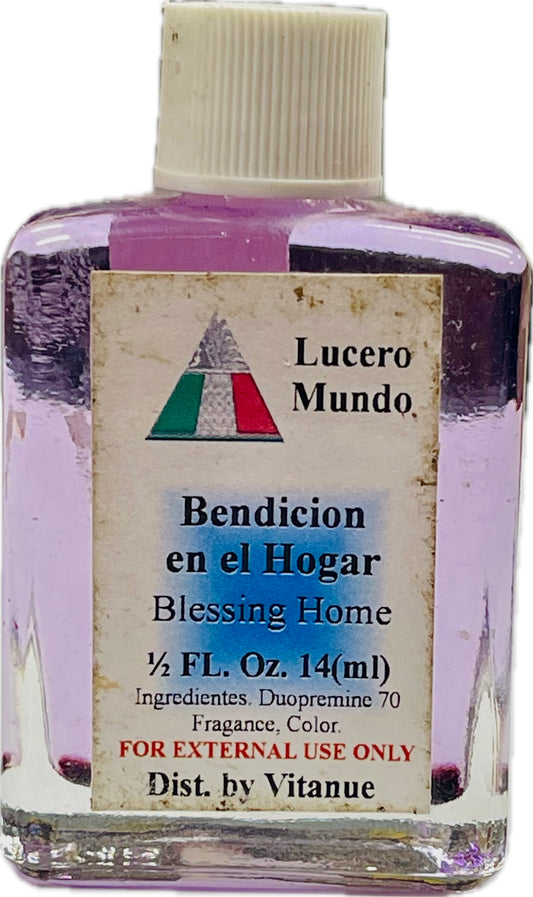 Lucero
Mundo
Bendicion
en el Hogar
Blessing Home
½ FL. Oz. 14(ml)
Ingredientes. Duopremine 70
Fragance, Color.
FOR EXTERNAL USE ONLY
Dist. by Vitanue